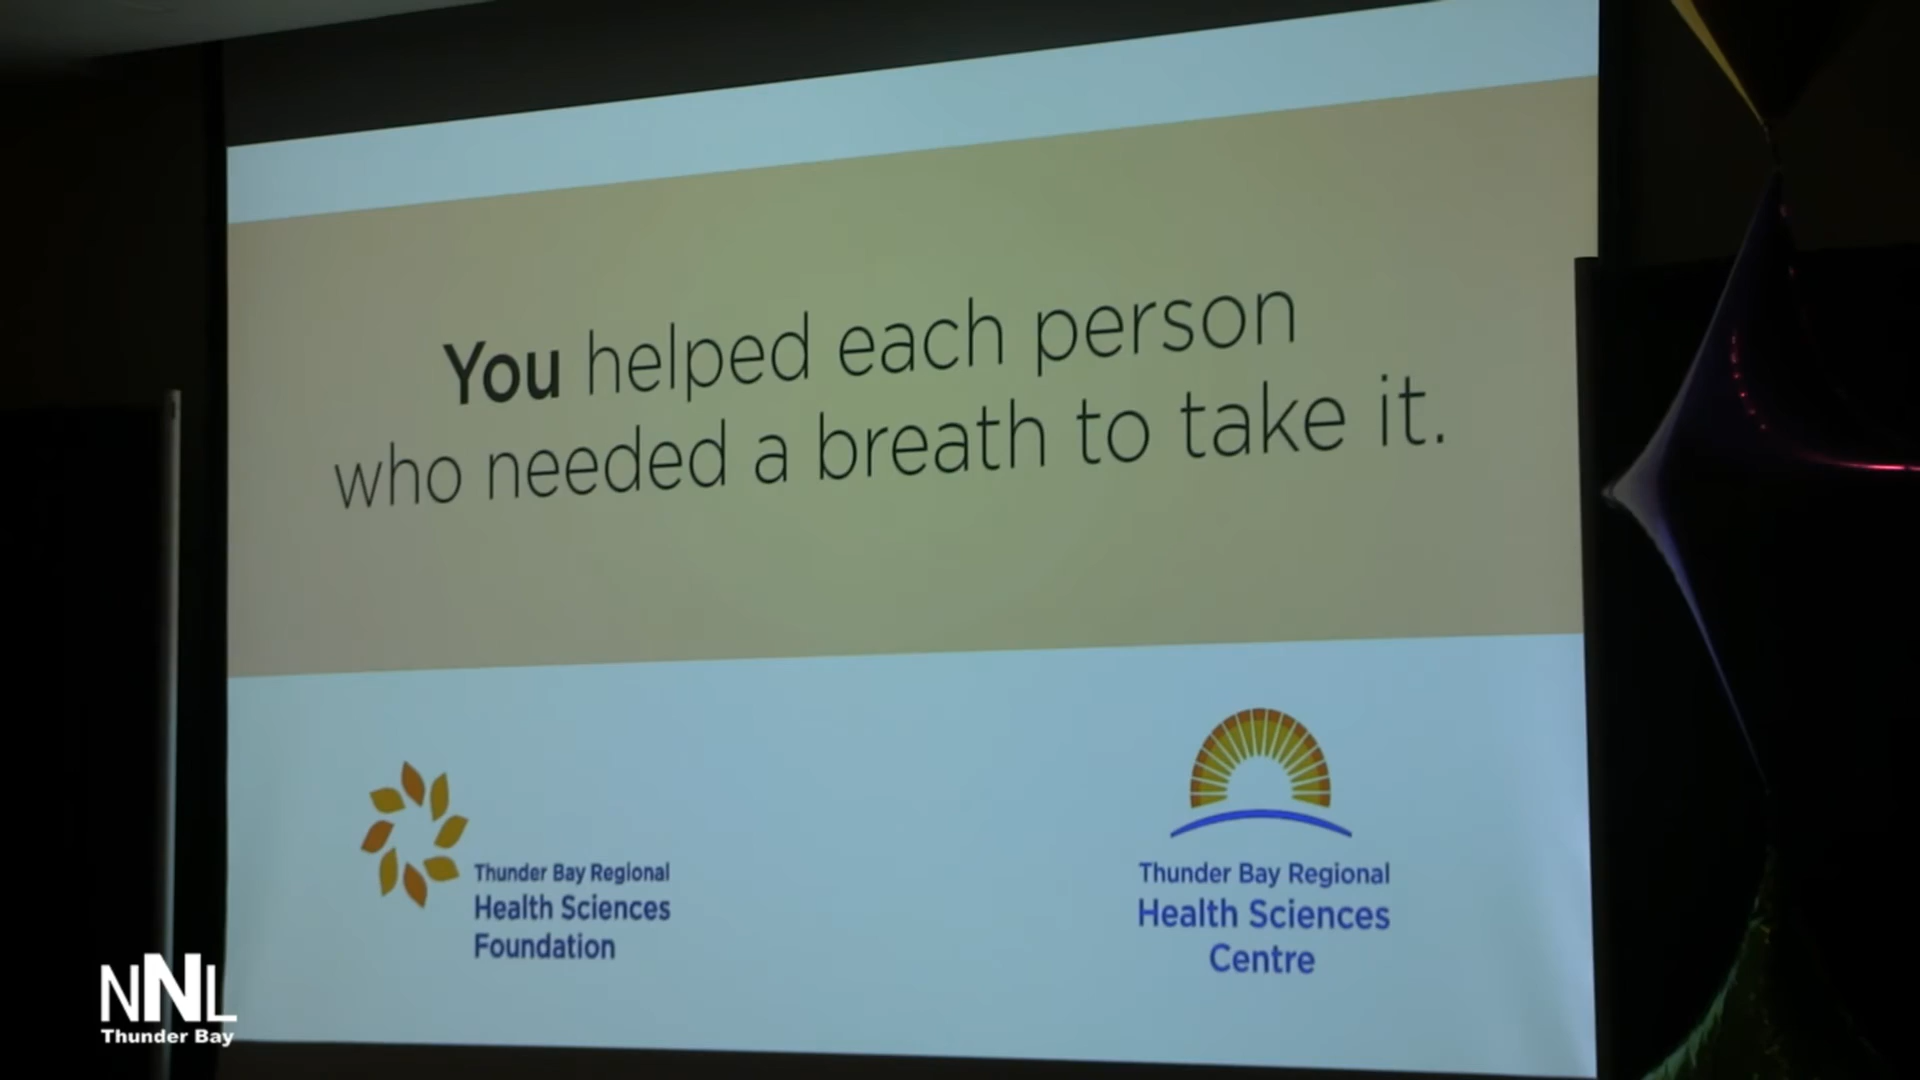 You helped each person
who needed a breath to take it.
Thunder Bay Regional
Health Sciences
Foundation
Thunder Bay Regional
Health Sciences
Centre
NNL
Thunder Bay